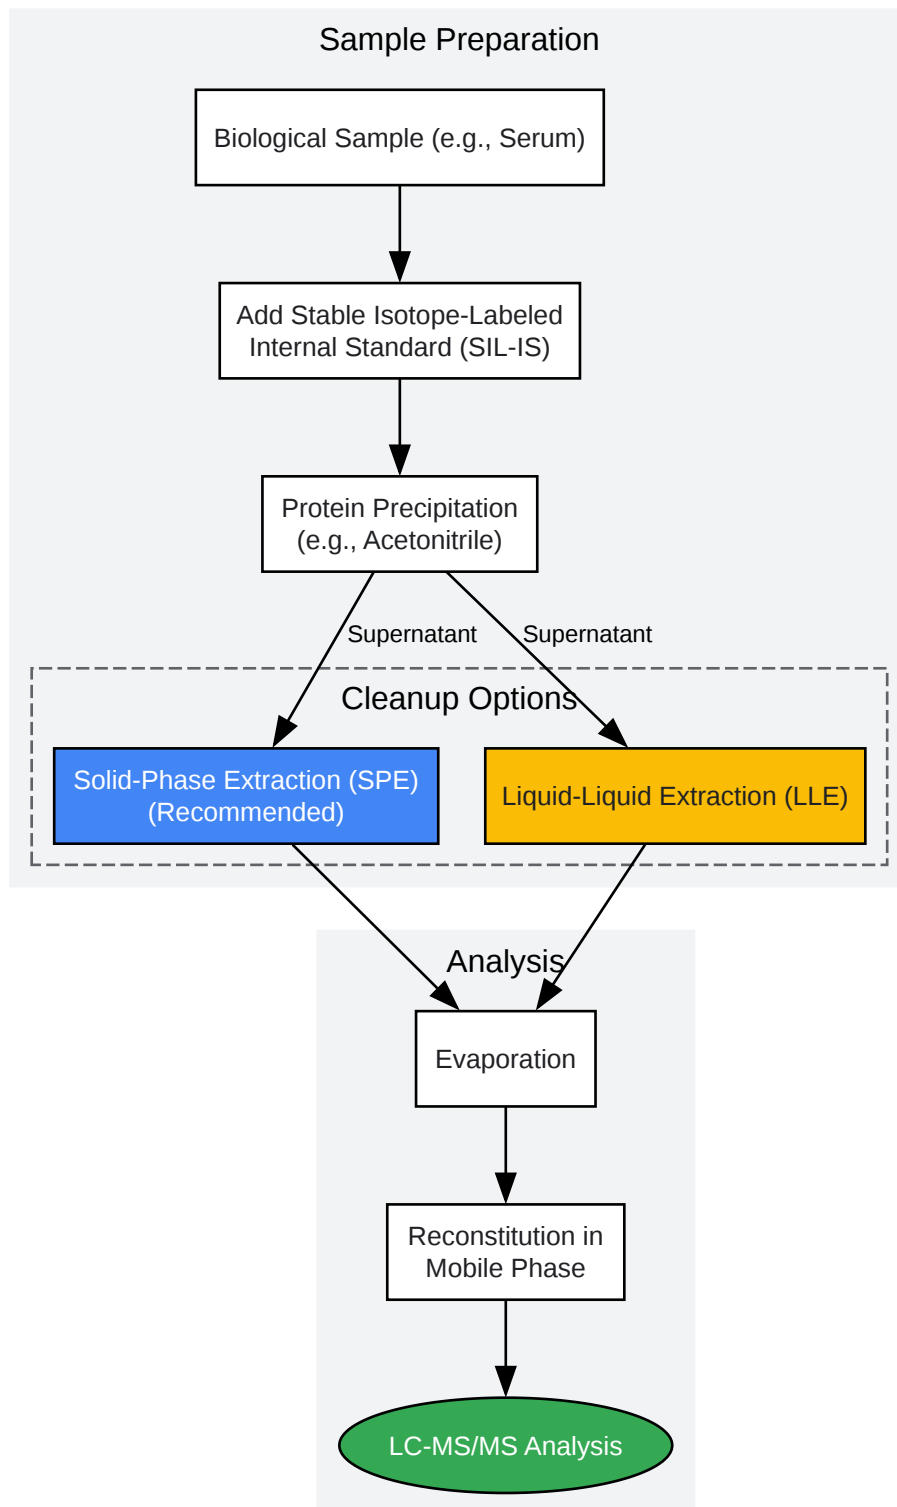 Sample Preparation
Biological Sample (e.g., Serum)
Add Stable Isotope-Labeled
Internal Standard (SIL-IS)
Protein Precipitation
(e.g., Acetonitrile)
Supernatant
Supernatant
Cleanup Options
Solid-Phase Extraction (SPE)
(Recommended)
Liquid-Liquid Extraction (LLE)
Analysis
Evaporation
Reconstitution in
Mobile Phase
LC-MS/MS Analysis